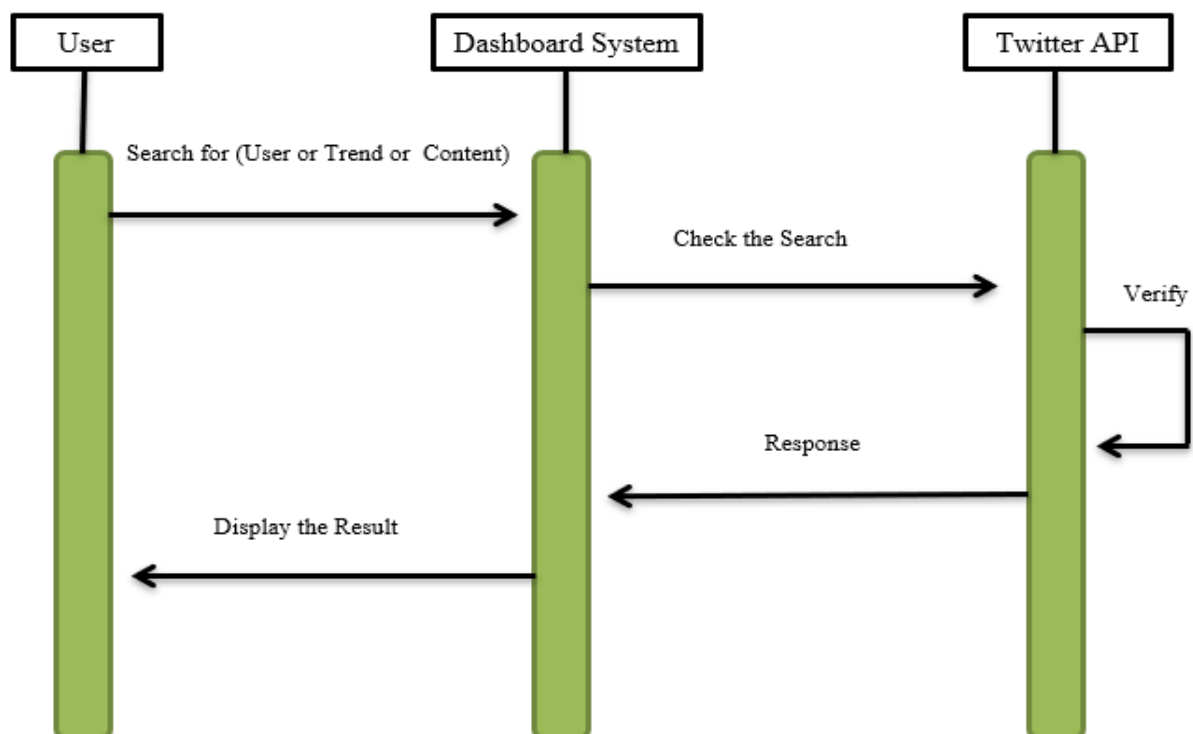 User
Dashboard System
Twitter API
Search for (User or Trend or Content)
Check the Search
Verify
Response
Display the Result